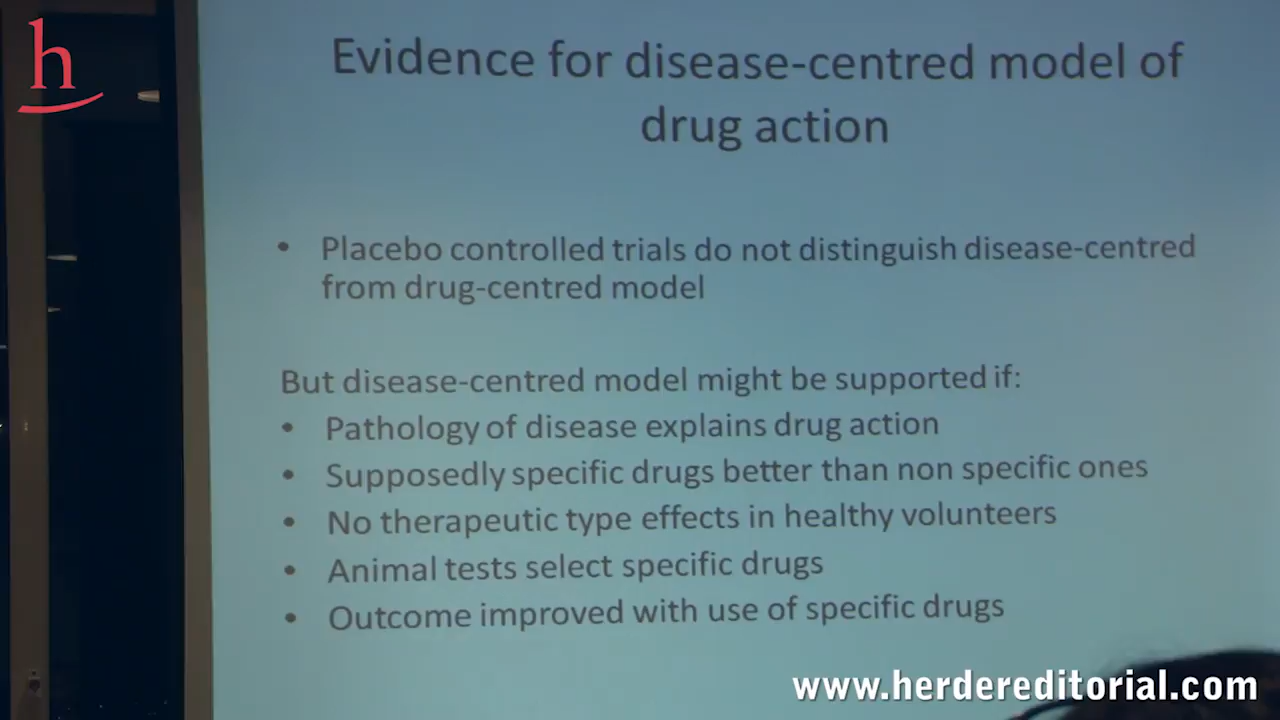 h
Evidence for disease-centred model of
drug action
• Placebo controlled trials do not distinguish disease-centred
from drug-centred model
But disease-centred model might be supported if:
• Pathology of disease explains drug action
• Supposedly specific drugs better than non specific ones
• No therapeutic type effects in healthy volunteers
• Animal tests select specific drugs
• Outcome improved with use of specific drugs
www.herdereditorial.com